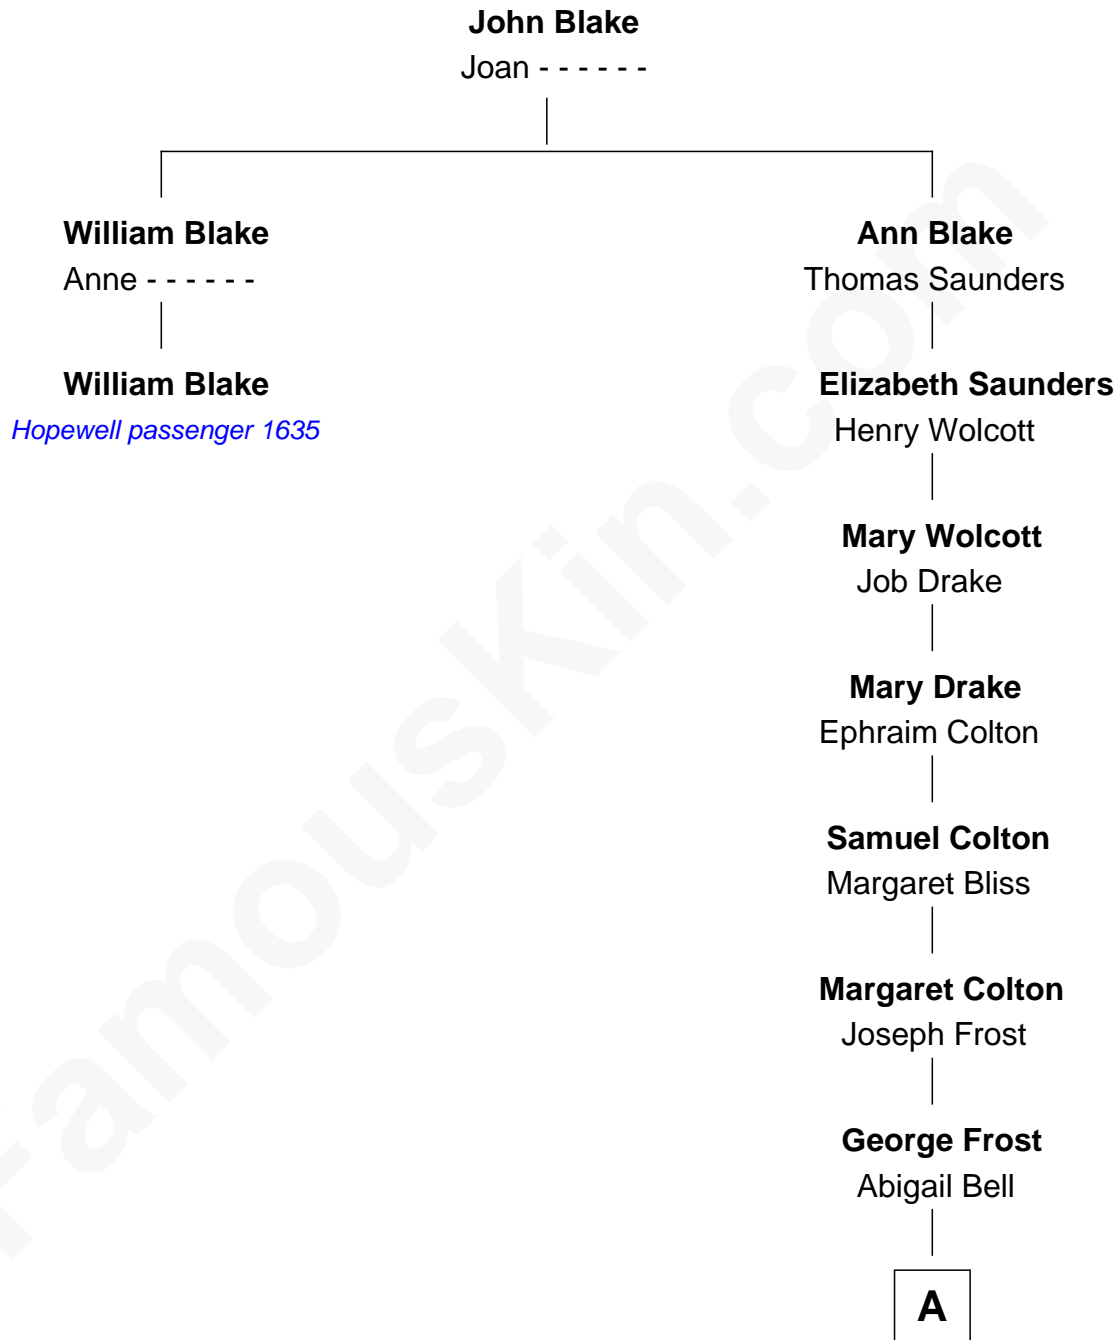 John Blake
Joan - - - - - -
William Blake
Anne - - - - - -
William Blake
Hopewell passenger 1635
Ann Blake
Thomas Saunders
Elizabeth Saunders
Henry Wolcott
Mary Wolcott
Job Drake
Mary Drake
Ephraim Colton
Samuel Colton
Margaret Bliss
Margaret Colton
Joseph Frost
George Frost
Abigail Bell
A
FamousKin.com